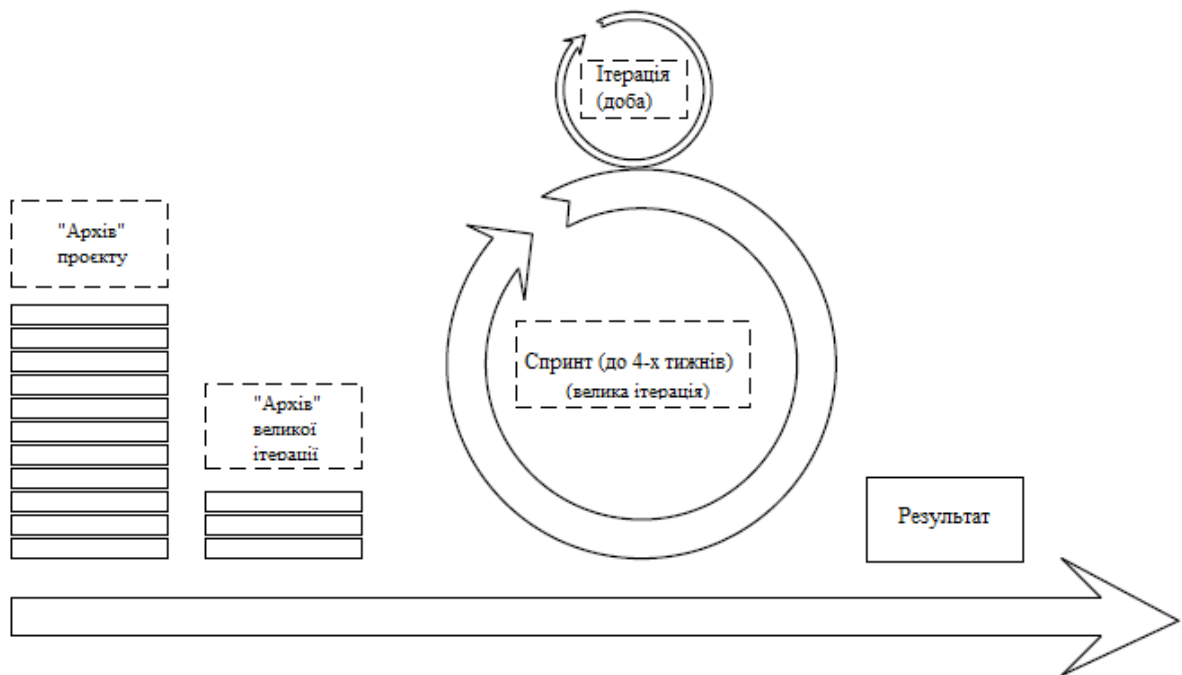 Ітерація
(доба)
"Архів"
проєкту
Спринт (до 4-х тижнів)
(велика ітерація)
"Архів"
великої
ітерації
Результат